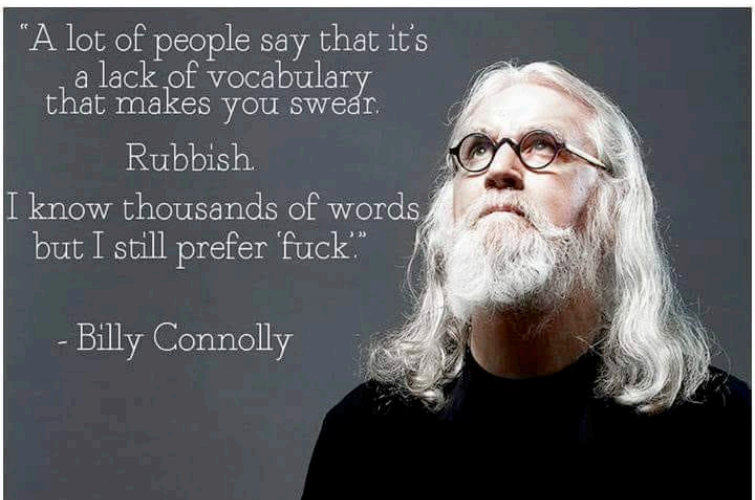 “A lot of people say that it's
a lack of vocabulary
that makes you swear.
Rubbish.
I know thousands of words
but I still prefer ‘fuck’.”
- Billy Connolly